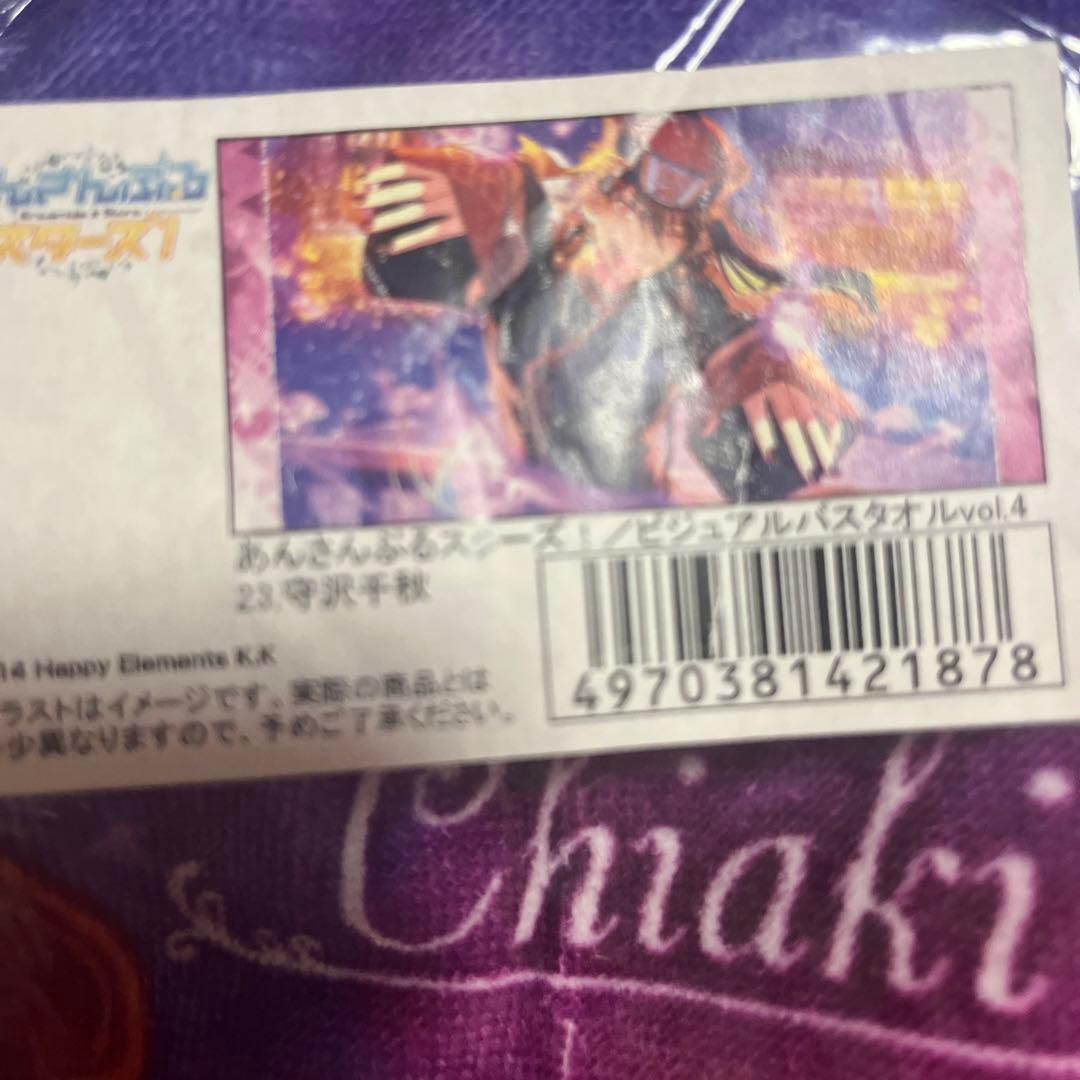 んさんぶる
スターズ！
あんさんぶるスターズ！／ビジュアルバスタオルvol.4
23.守沢千秋
14 Happy Elements K.K
ラストはイメージです。実際の商品とは
少異なりますので、予めご了承ください。
4970381421878
Chiaki